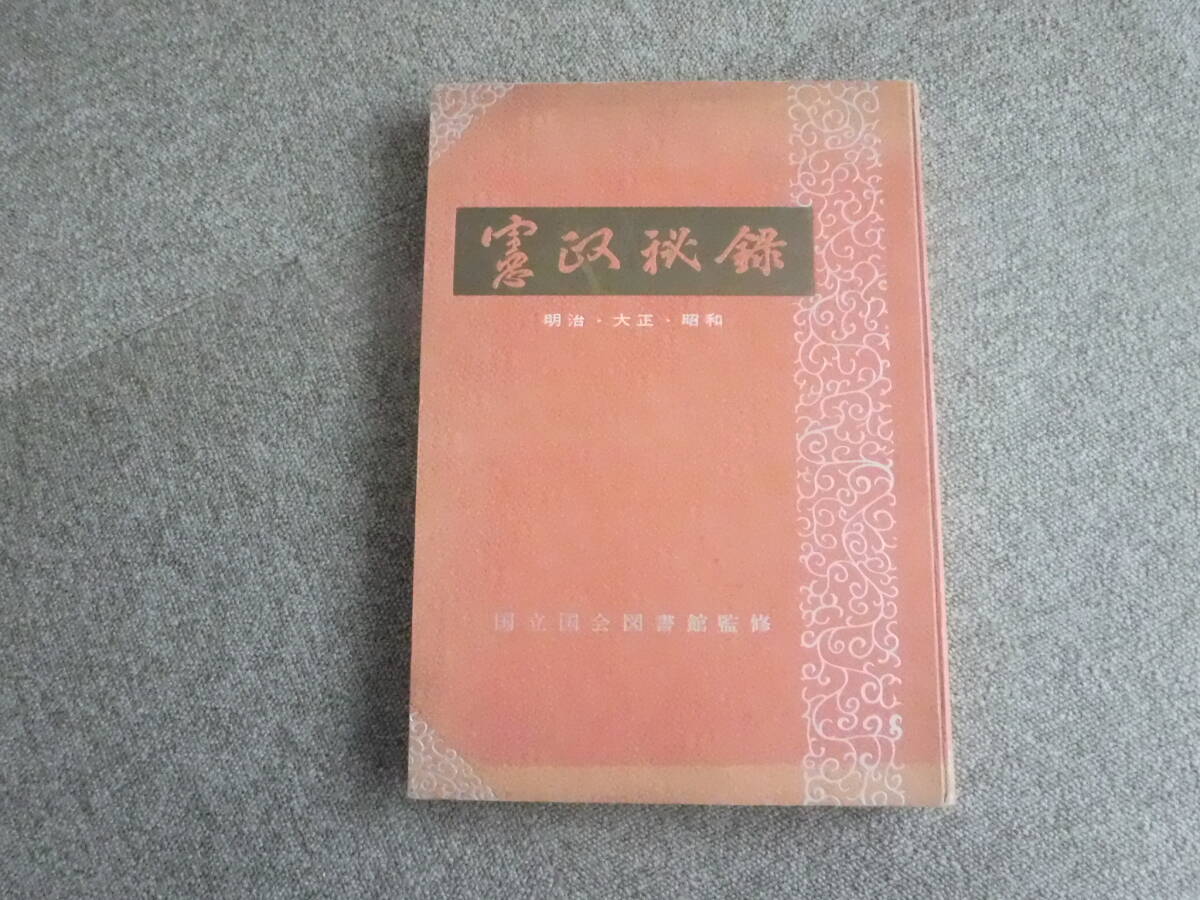 憲政秘録
明治・大正・昭和
国立国会図書館監修